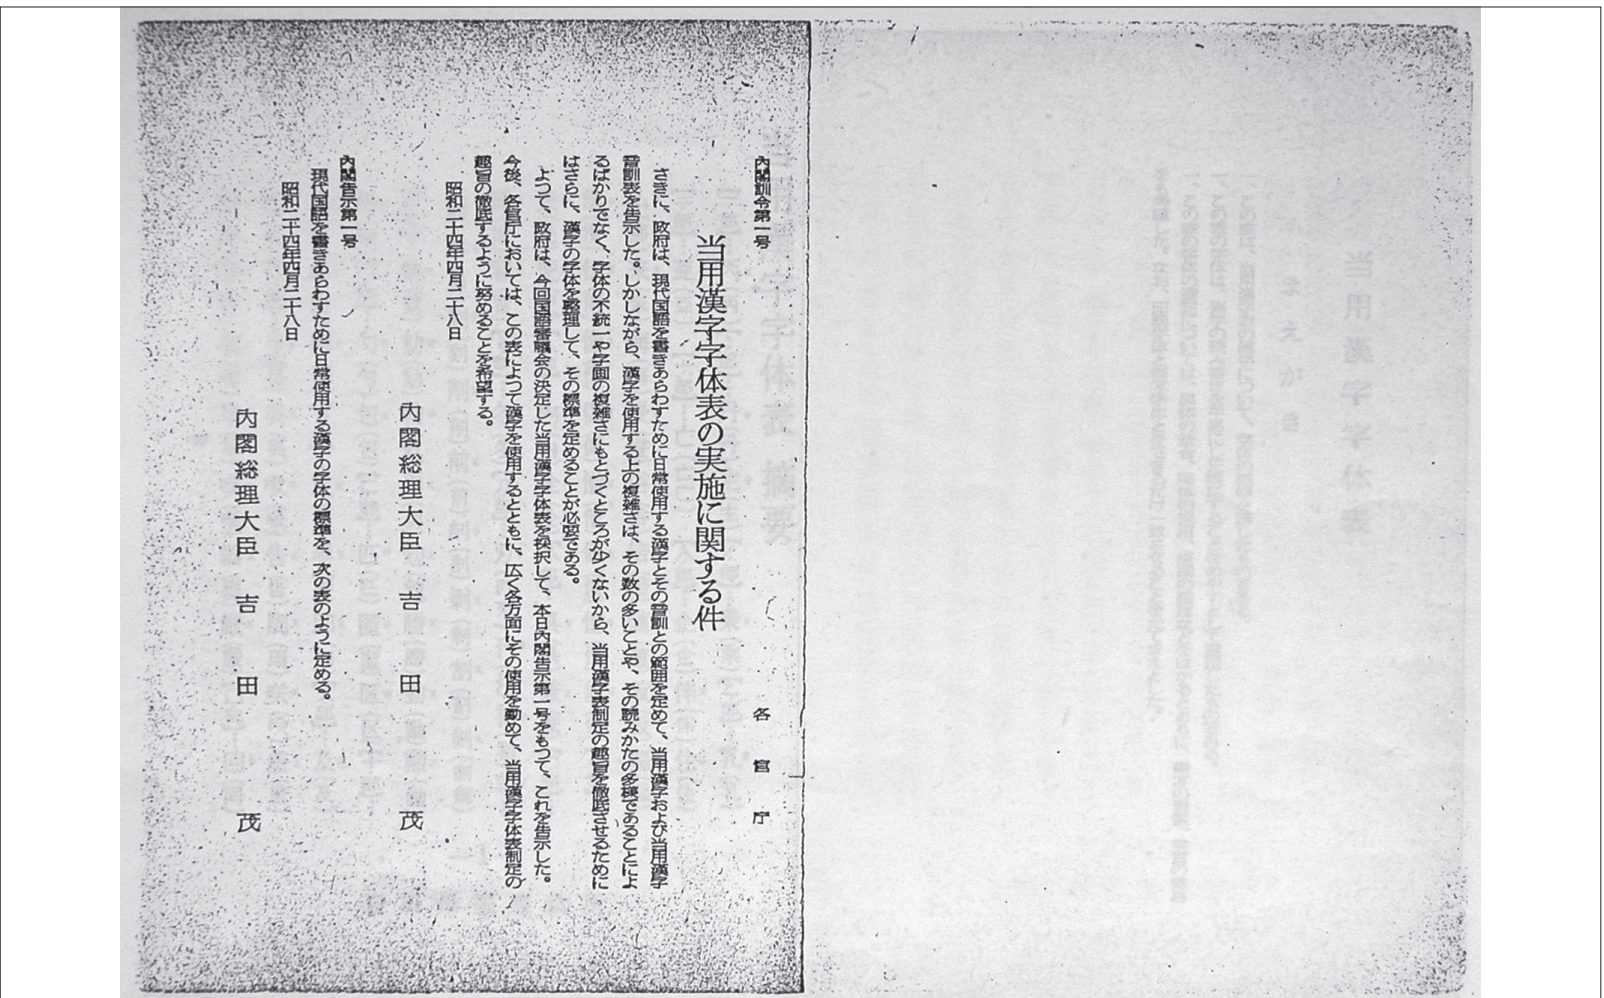 内閣訓令第一号
各官庁
当用漢字字体表の実施に関する件
さきに、政府は、現代国語を書きあらわすために日常使用する漢字とその音訓との範囲を定めて、当用漢字および当用漢字
音訓表を告示した。しかしながら、漢字を使用する上の複雑さは、その数の多いことや、その読みかたの多様であることによ
るばかりでなく、字体の不統一や字画の複雑さにもとづくところが少くないから、当用漢字表制定の趣旨を徹底させるために
はさらに、漢字の字体を整理して、その標準を定めることが必要である。
よつて、政府は、今回国語審議会の決定した当用漢字字体表を採択して、本日内閣告示第一号をもつて、これを告示した。
今後、各官庁においては、この表によつて漢字を使用するとともに、広く各方面にその使用を勧めて、当用漢字字体表制定の
趣旨の徹底するように努めることを希望する。
昭和二十四年四月二十八日
内閣総理大臣 吉田 茂
内閣告示第一号
現代国語を書きあらわすために日常使用する漢字の字体の標準を、次の表のように定める。
昭和二十四年四月二十八日
内閣総理大臣 吉田 茂